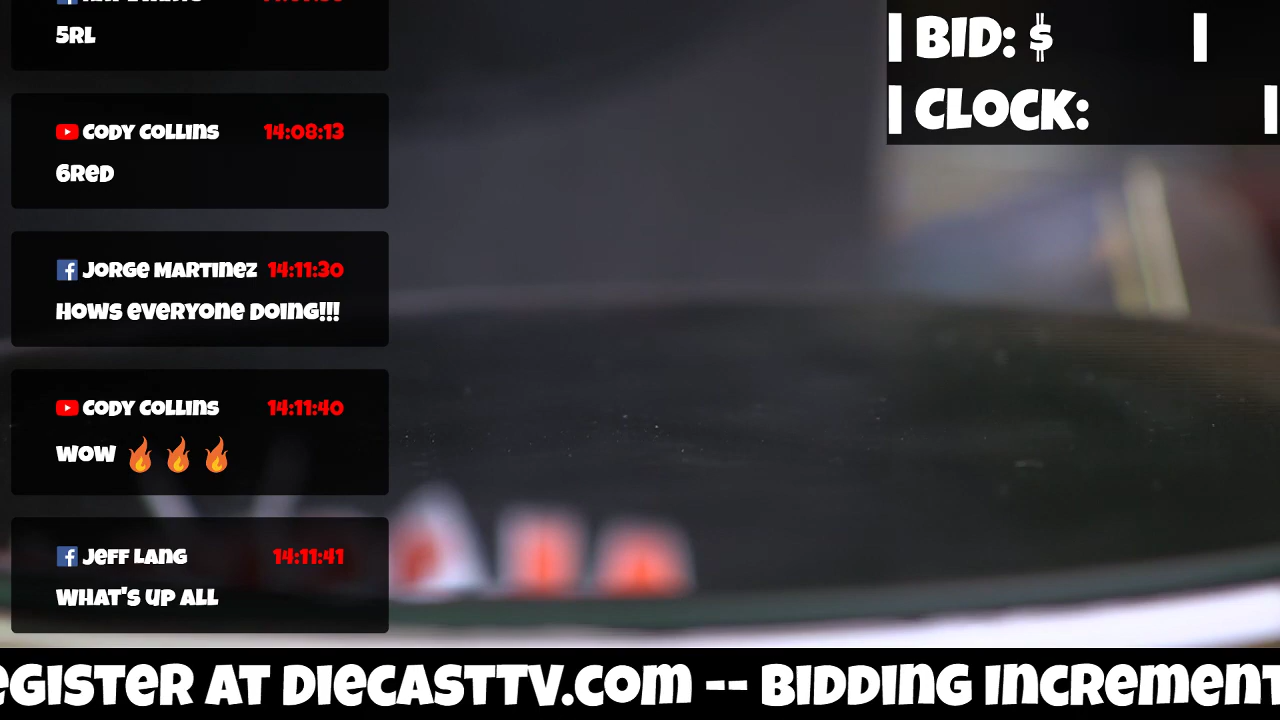 5RL
CODY COLLINS 14:08:13
6RED
JORGE MARTINEZ 14:11:30
HOWS EVERYONE DOING!!!
CODY COLLINS 14:11:40
WOW 🔥 🔥 🔥
JEFF LANG 14:11:41
WHAT'S UP ALL
| BID: $ |
| CLOCK: |
EGISTER AT DIECASTTV.COM -- BIDDING INCREMENT